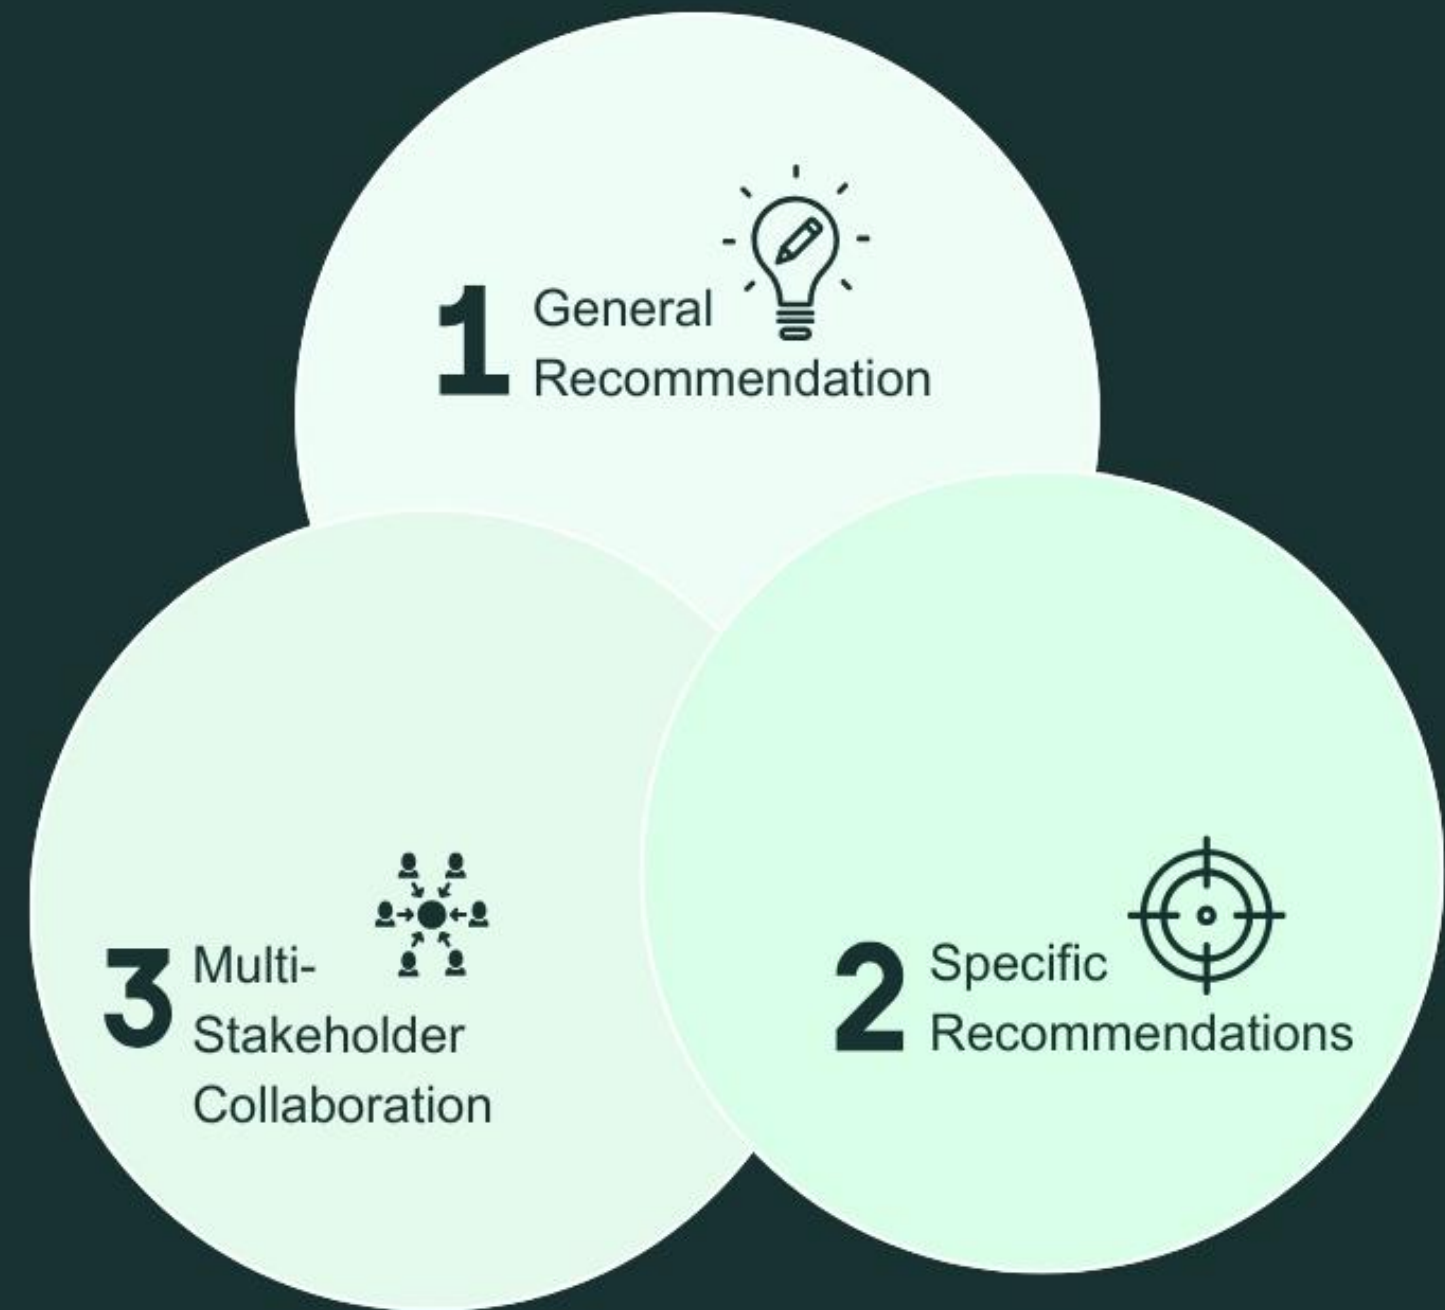 1 General
Recommendation
2 Specific
Recommendations
3 Multi-
Stakeholder
Collaboration